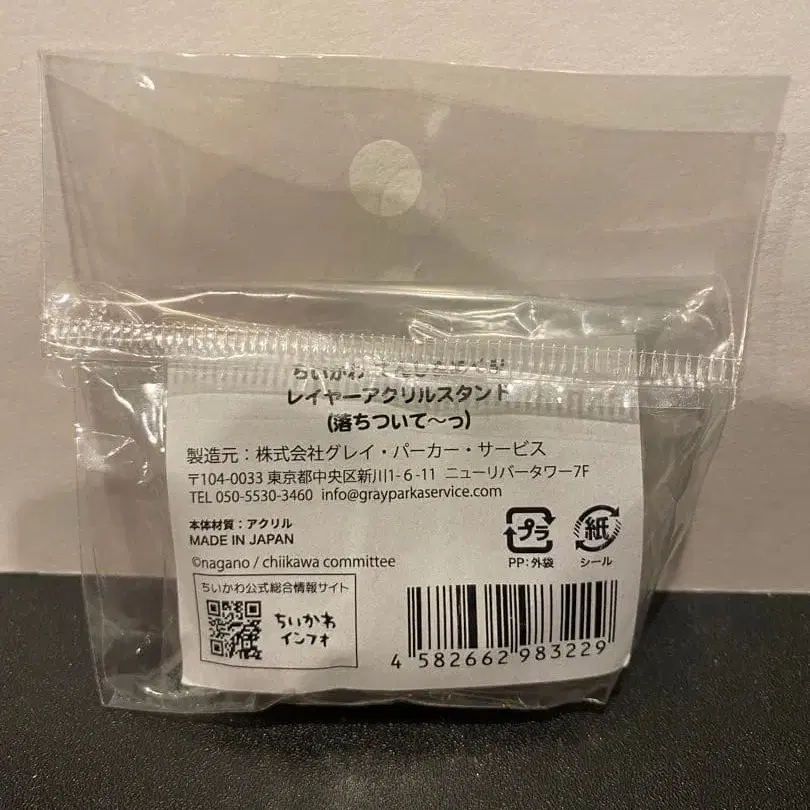 ちいかわ
レイヤーアクリルスタンド
(落ちついて～っ)
製造元：株式会社グレイ・パーカー・サービス
〒104-0033 東京都中央区新川1-6-11 ニューリバータワー7F
TEL 050-5530-3460 info@grayparkaservice.com
本体材質：アクリル
MADE IN JAPAN
©nagano / chiikawa committee
プラ
PP：外袋
紙
シール
ちいかわ公式総合情報サイト
ちいかわ
インフォ
4 582662 983229